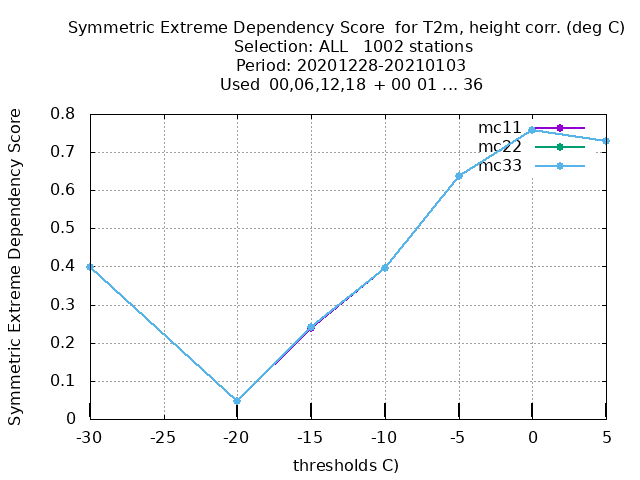 Symmetric Extreme Dependency Score  for T2m, height corr. (deg C)
Selection: ALL   1002 stations
Period: 20201228-20210103
Used  00,06,12,18  + 00 01 ... 36
Symmetric Extreme Dependency Score
0.8
0.7
0.6
0.5
0.4
0.3
0.2
0.1
0
mc11
mc22
mc33
-30 -25 -20 -15 -10 -5 0 5
thresholds C)